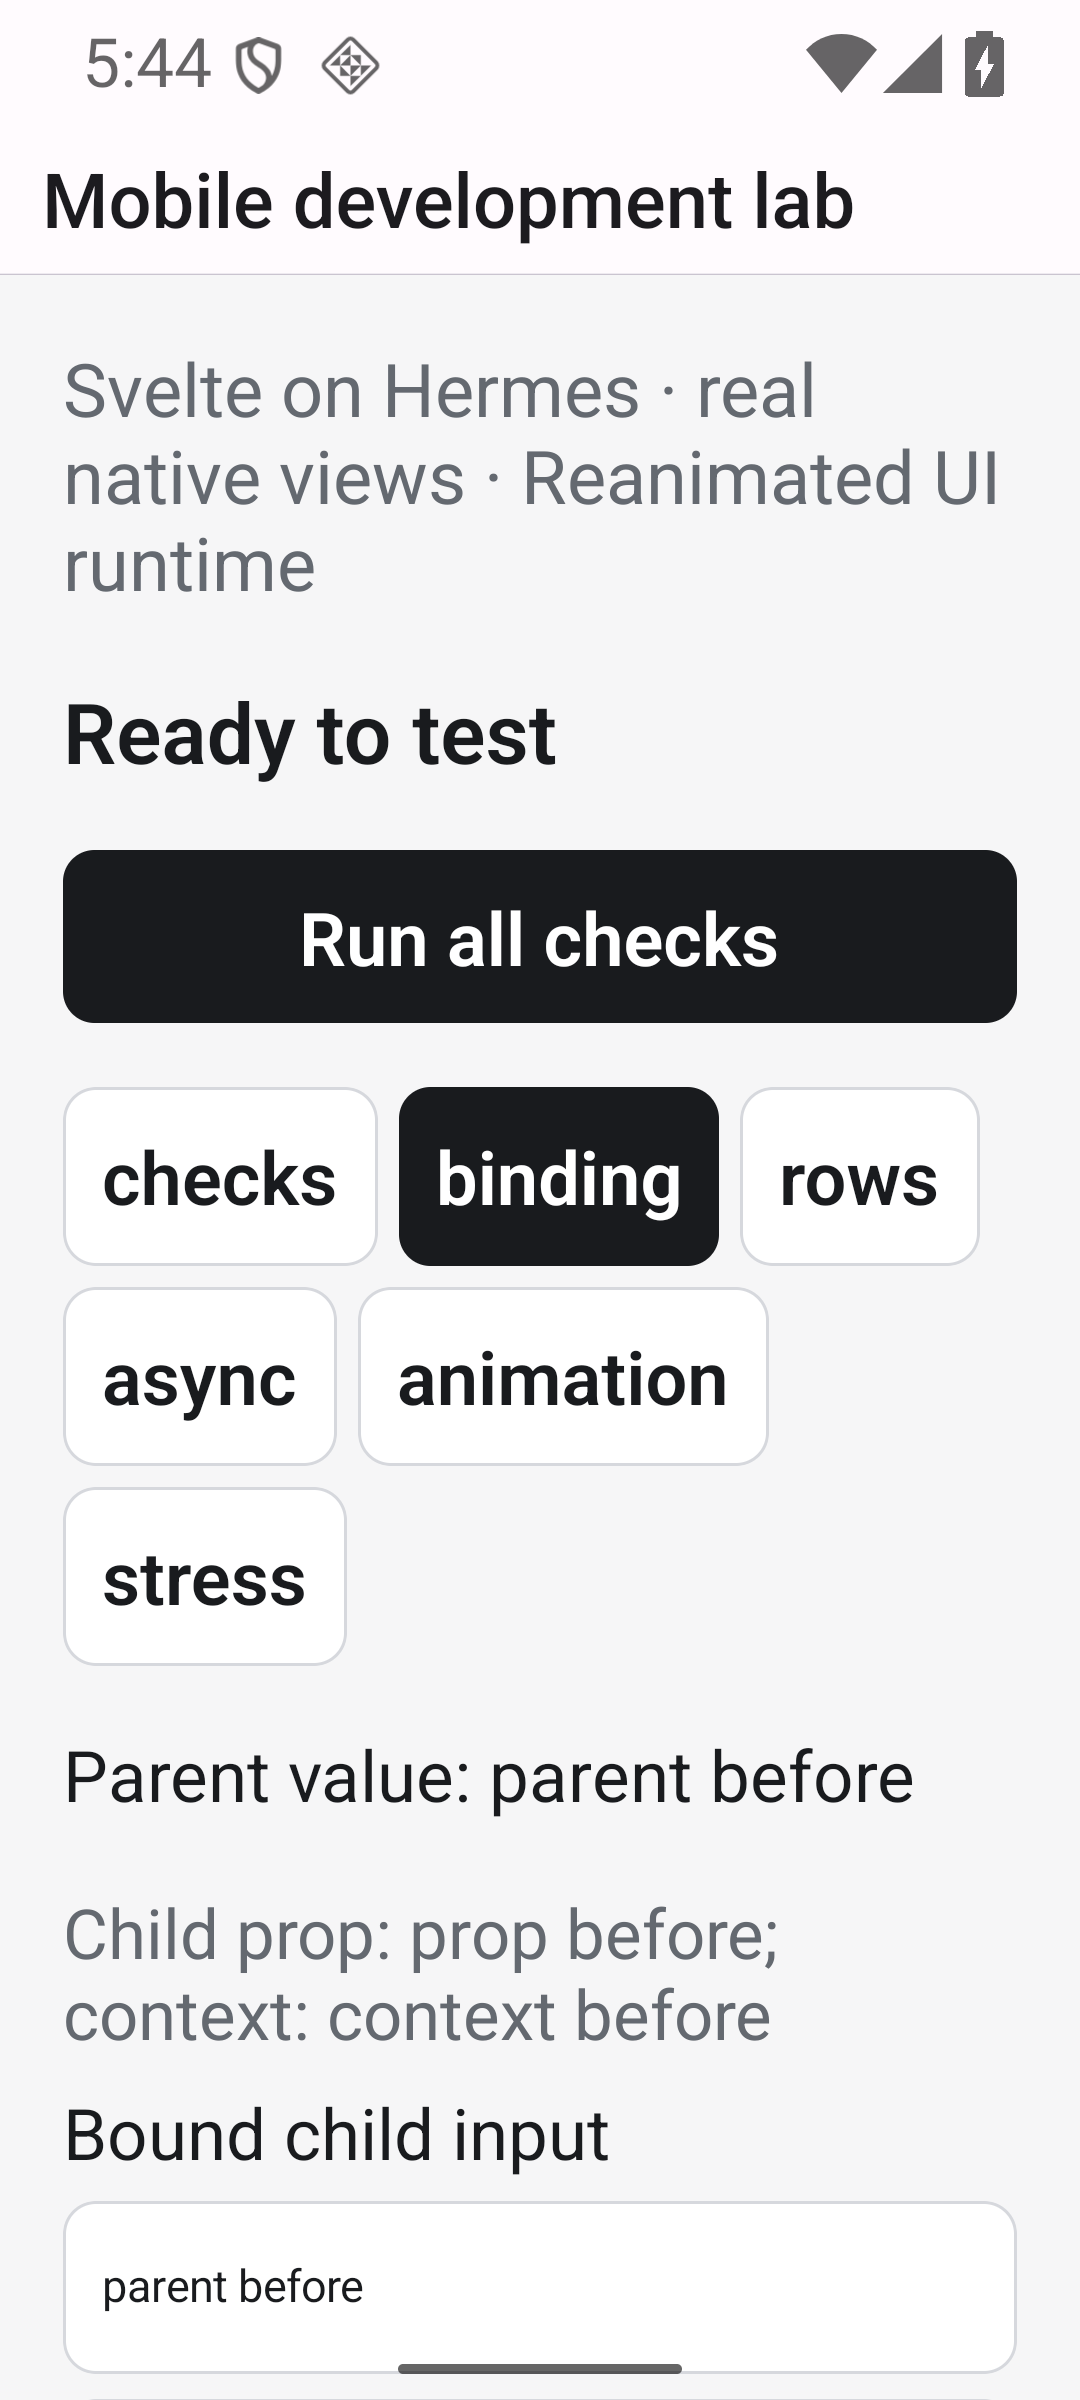 5:44
Mobile development lab
Svelte on Hermes · real
native views · Reanimated UI
runtime
Ready to test
Run all checks
checks
binding
rows
async
animation
stress
Parent value: parent before
Child prop: prop before;
context: context before
Bound child input
parent before